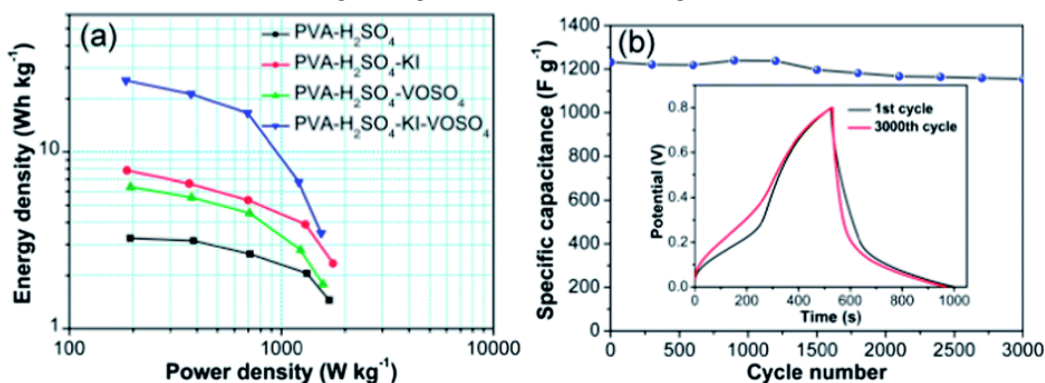 (a)
PVA-H₂SO₄
PVA-H₂SO₄-KI
PVA-H₂SO₄-VOSO₄
PVA-H₂SO₄-KI-VOSO₄
Energy density (Wh kg⁻¹)
10
1
100 1000 10000
Power density (W kg⁻¹)
(b)
Specific capacitance (F g⁻¹)
1400
1200
1000
800
600
400
200
0
0 500 1000 1500 2000 2500 3000
Cycle number
1st cycle
3000th cycle
Potential (V)
0.8
0.6
0.4
0.2
0.0
0 200 400 600 800 1000
Time (s)